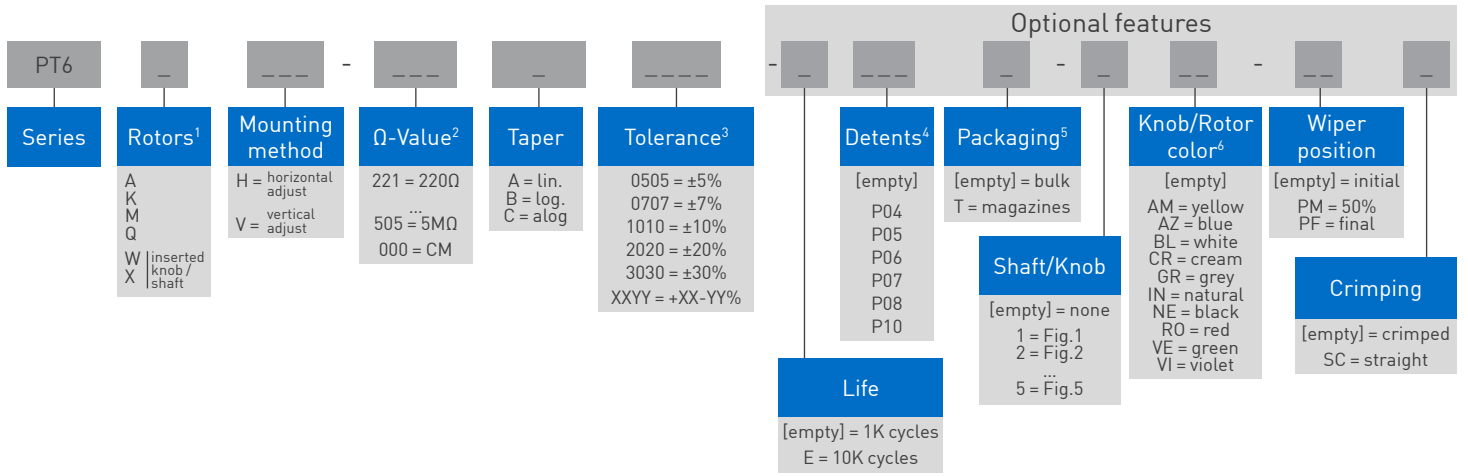 Optional features
PT6 _ _ _ _ - _ _ _ _ _ _ _ _ - _ _ _ _ _ - _ _ _ - _ _ _
Series
Rotors1
Mounting
method
Ω-Value2
Taper
Tolerance3
Detents4
Packaging5
Knob/Rotor
color6
Wiper
position
A
K
M
Q
W
X
inserted
knob /
shaft
H = horizontal
adjust
V = vertical
adjust
221 = 220Ω
...
505 = 5MΩ
000 = CM
A = lin.
B = log.
C = alog
0505 = ±5%
0707 = ±7%
1010 = ±10%
2020 = ±20%
3030 = ±30%
XXYY = +XX-YY%
[empty]
P04
P05
P06
P07
P08
P10
[empty] = bulk
T = magazines
[empty]
AM = yellow
AZ = blue
BL = white
CR = cream
GR = grey
IN = natural
NE = black
RO = red
VE = green
VI = violet
[empty] = initial
PM = 50%
PF = final
Shaft/Knob
[empty] = none
1 = Fig.1
2 = Fig.2
...
5 = Fig.5
Crimping
[empty] = crimped
SC = straight
Life
[empty] = 1K cycles
E = 10K cycles